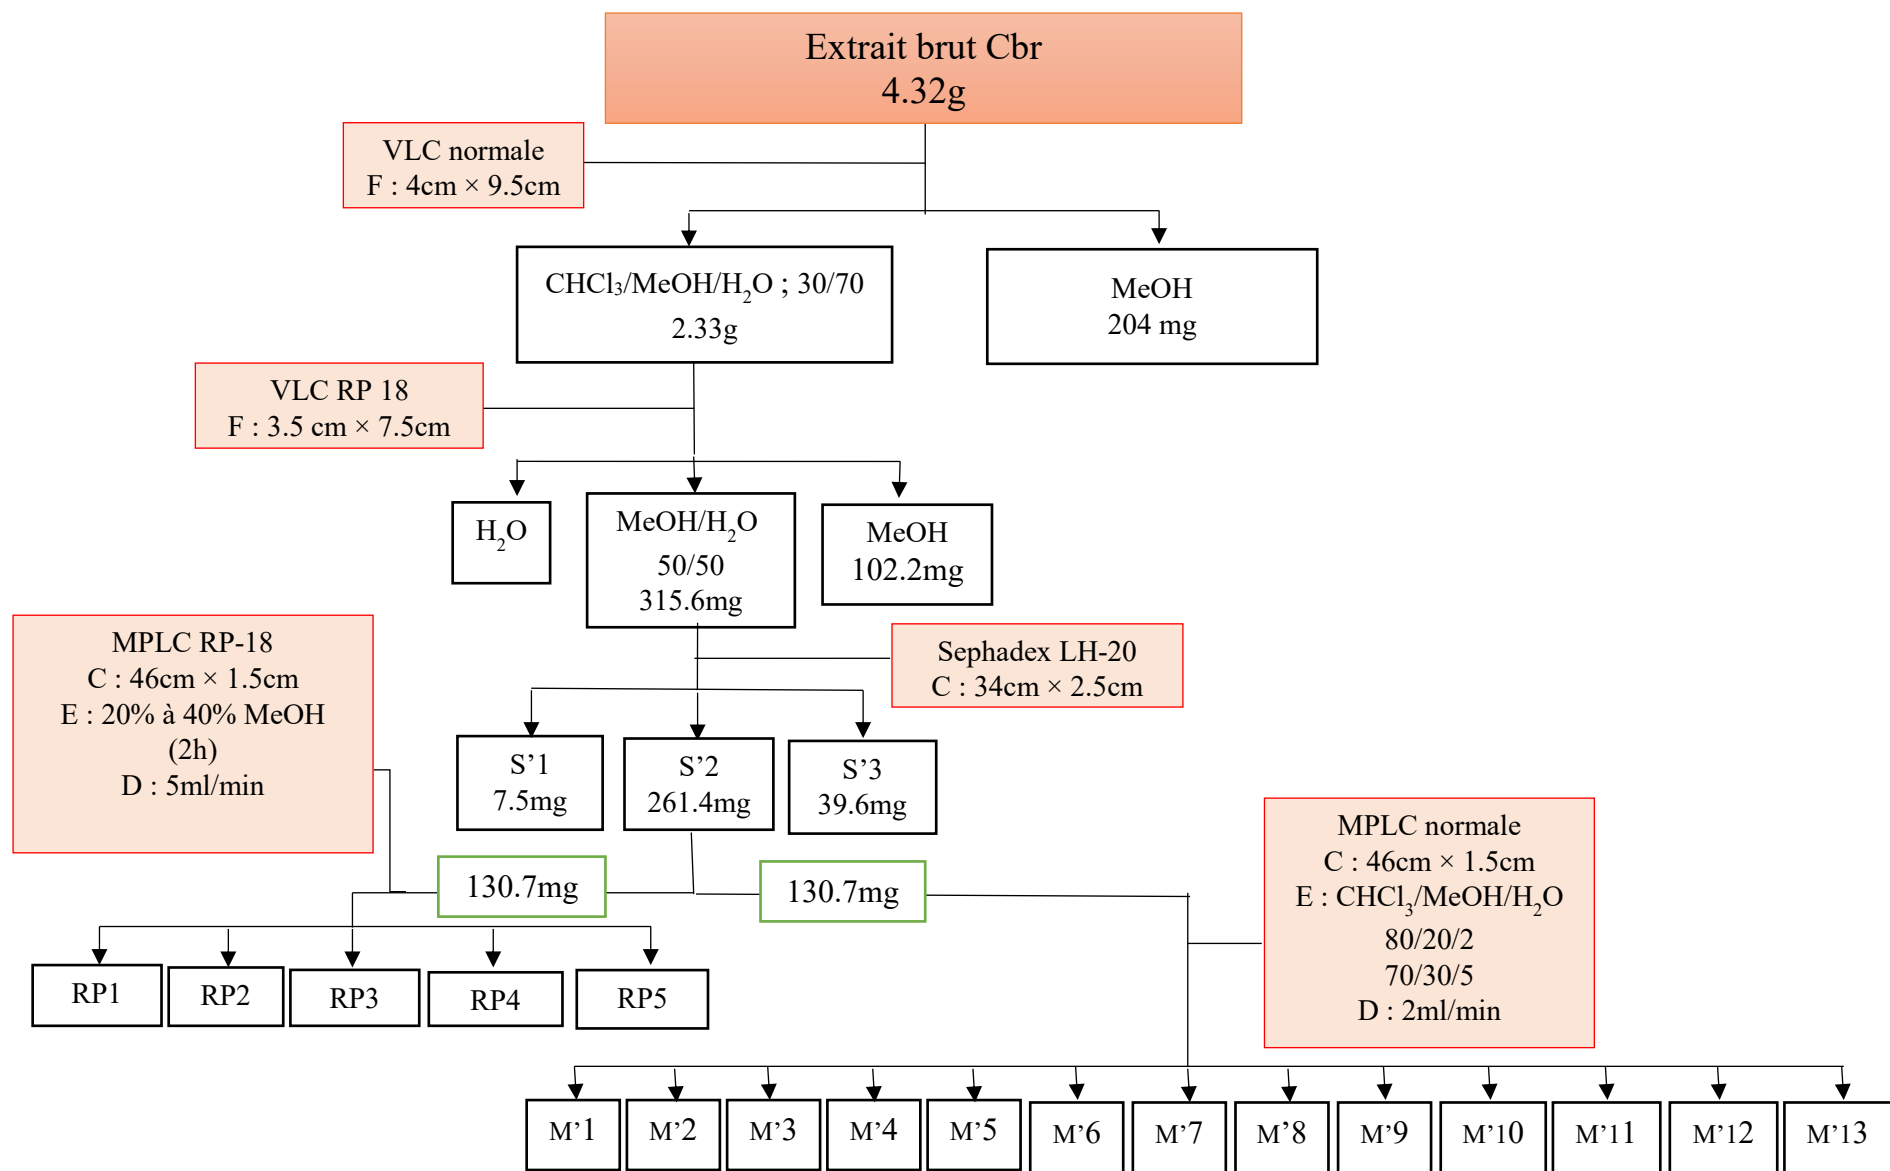 Extrait brut Cbr
4.32g
VLC normale
F : 4cm × 9.5cm
CHCl₃/MeOH/H₂O ; 30/70
2.33g
MeOH
204 mg
VLC RP 18
F : 3.5 cm × 7.5cm
H₂O
MeOH/H₂O
50/50
315.6mg
MeOH
102.2mg
MPLC RP-18
C : 46cm × 1.5cm
E : 20% à 40% MeOH
(2h)
D : 5ml/min
Sephadex LH-20
C : 34cm × 2.5cm
S’1
7.5mg
S’2
261.4mg
S’3
39.6mg
130.7mg
130.7mg
MPLC normale
C : 46cm × 1.5cm
E : CHCl₃/MeOH/H₂O
80/20/2
70/30/5
D : 2ml/min
RP1
RP2
RP3
RP4
RP5
M’1
M’2
M’3
M’4
M’5
M’6
M’7
M’8
M’9
M’10
M’11
M’12
M’13